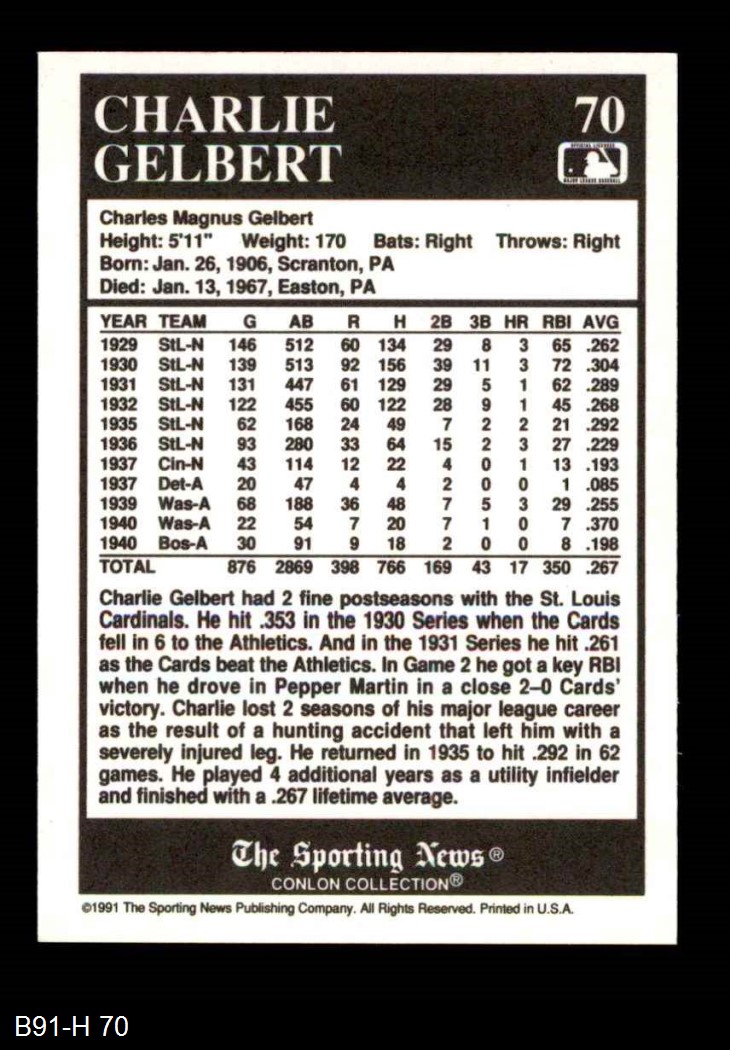 CHARLIE 70
GELBERT
OFFICIAL LICENSEE
MAJOR LEAGUE BASEBALL
Charles Magnus Gelbert
Height: 5'11" Weight: 170 Bats: Right Throws: Right
Born: Jan. 26, 1906, Scranton, PA
Died: Jan. 13, 1967, Easton, PA
YEAR TEAM G AB R H 2B 3B HR RBI AVG
1929 StL-N 146 512 60 134 29 8 3 65 .262
1930 StL-N 139 513 92 156 39 11 3 72 .304
1931 StL-N 131 447 61 129 29 5 1 62 .289
1932 StL-N 122 455 60 122 28 9 1 45 .268
1935 StL-N 62 168 24 49 7 2 2 21 .292
1936 StL-N 93 280 33 64 15 2 3 27 .229
1937 Cin-N 43 114 12 22 4 0 1 13 .193
1937 Det-A 20 47 4 4 2 0 0 1 .085
1939 Was-A 68 188 36 48 7 5 3 29 .255
1940 Was-A 22 54 7 20 7 1 0 7 .370
1940 Bos-A 30 91 9 18 2 0 0 8 .198
TOTAL 876 2869 398 766 169 43 17 350 .267
Charlie Gelbert had 2 fine postseasons with the St. Louis
Cardinals. He hit .353 in the 1930 Series when the Cards
fell in 6 to the Athletics. And in the 1931 Series he hit .261
as the Cards beat the Athletics. In Game 2 he got a key RBI
when he drove in Pepper Martin in a close 2–0 Cards'
victory. Charlie lost 2 seasons of his major league career
as the result of a hunting accident that left him with a
severely injured leg. He returned in 1935 to hit .292 in 62
games. He played 4 additional years as a utility infielder
and finished with a .267 lifetime average.
The Sporting News®
CONLON COLLECTION®
©1991 The Sporting News Publishing Company. All Rights Reserved. Printed in U.S.A.
B91-H 70